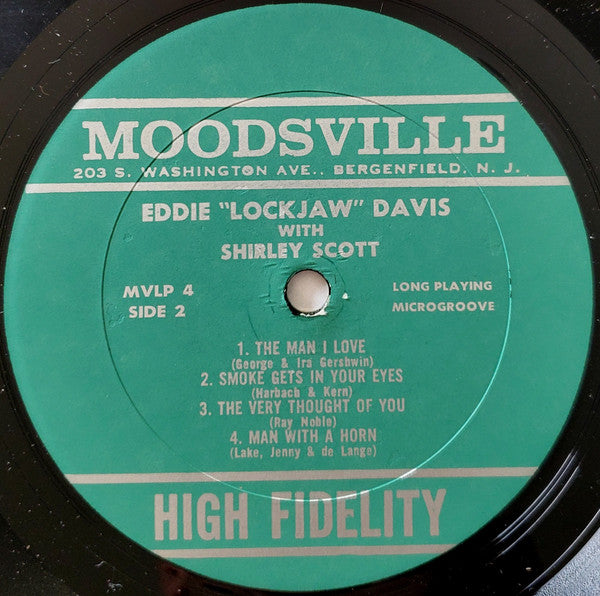 MOODSVILLE
203 S. WASHINGTON AVE., BERGENFIELD, N. J.
EDDIE "LOCKJAW" DAVIS
WITH
SHIRLEY SCOTT
MVLP 4
SIDE 2
LONG PLAYING
MICROGROOVE
1. THE MAN I LOVE
(George & Ira Gershwin)
2. SMOKE GETS IN YOUR EYES
(Harbach & Kern)
3. THE VERY THOUGHT OF YOU
(Ray Noble)
4. MAN WITH A HORN
(Lake, Jenny & de Lange)
HIGH FIDELITY